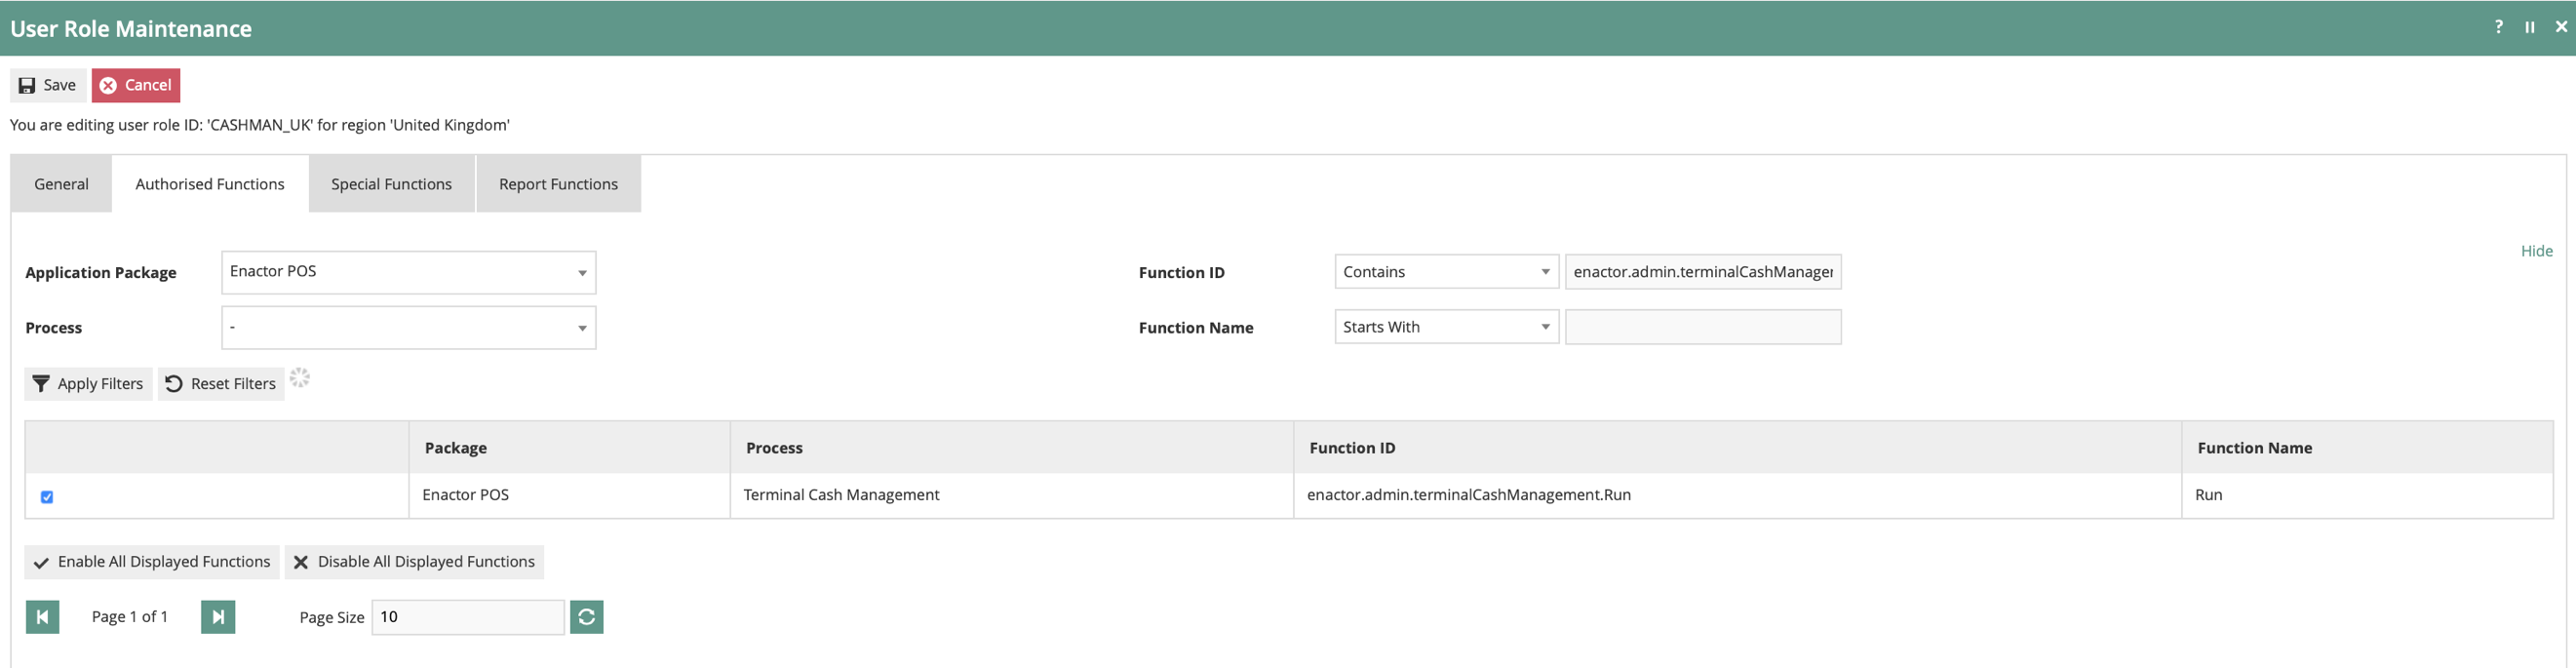 User Role Maintenance
?
Save Cancel
You are editing user role ID: 'CASHMAN_UK' for region 'United Kingdom'
General Authorised Functions Special Functions Report Functions
Hide
Application Package Enactor POS Function ID Contains enactor.admin.terminalCashManager
Process - Function Name Starts With
Apply Filters Reset Filters
Package Process Function ID Function Name
Enactor POS Terminal Cash Management enactor.admin.terminalCashManagement.Run Run
Enable All Displayed Functions Disable All Displayed Functions
Page 1 of 1 Page Size 10